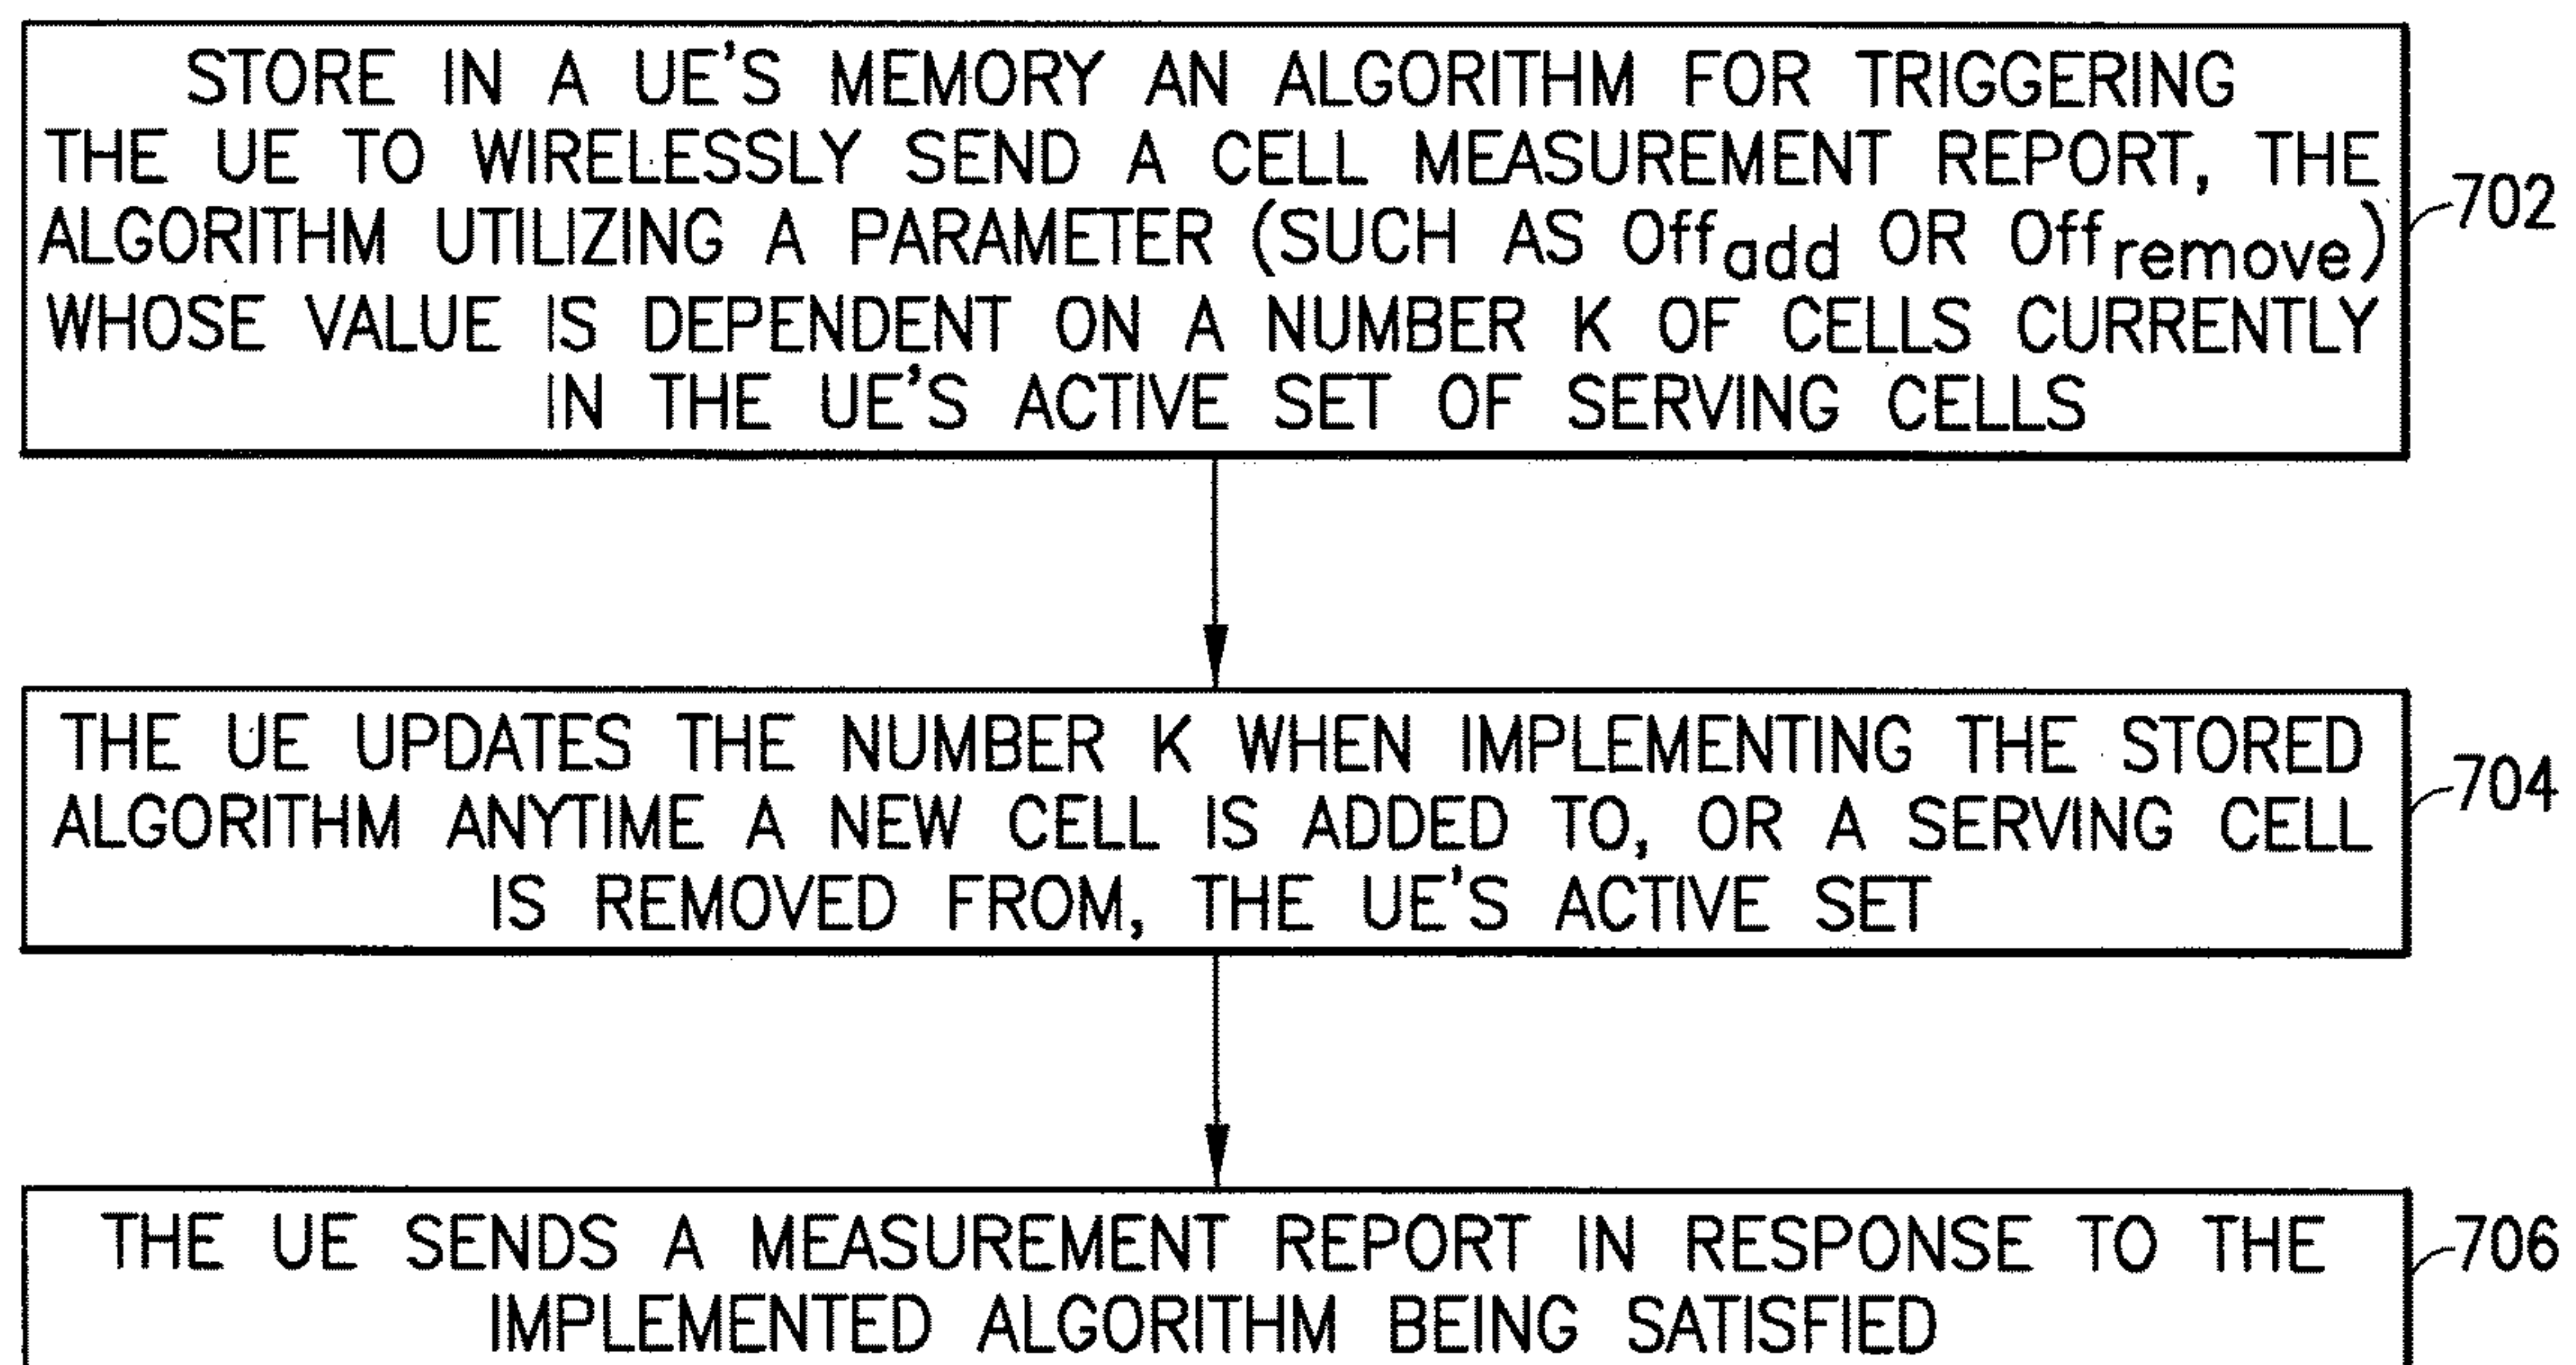 STORE IN A UE'S MEMORY AN ALGORITHM FOR TRIGGERING
THE UE TO WIRELESSLY SEND A CELL MEASUREMENT REPORT, THE
ALGORITHM UTILIZING A PARAMETER (SUCH AS Offadd OR Offremove)
WHOSE VALUE IS DEPENDENT ON A NUMBER K OF CELLS CURRENTLY
IN THE UE'S ACTIVE SET OF SERVING CELLS
702
THE UE UPDATES THE NUMBER K WHEN IMPLEMENTING THE STORED
ALGORITHM ANYTIME A NEW CELL IS ADDED TO, OR A SERVING CELL
IS REMOVED FROM, THE UE'S ACTIVE SET
704
THE UE SENDS A MEASUREMENT REPORT IN RESPONSE TO THE
IMPLEMENTED ALGORITHM BEING SATISFIED
706